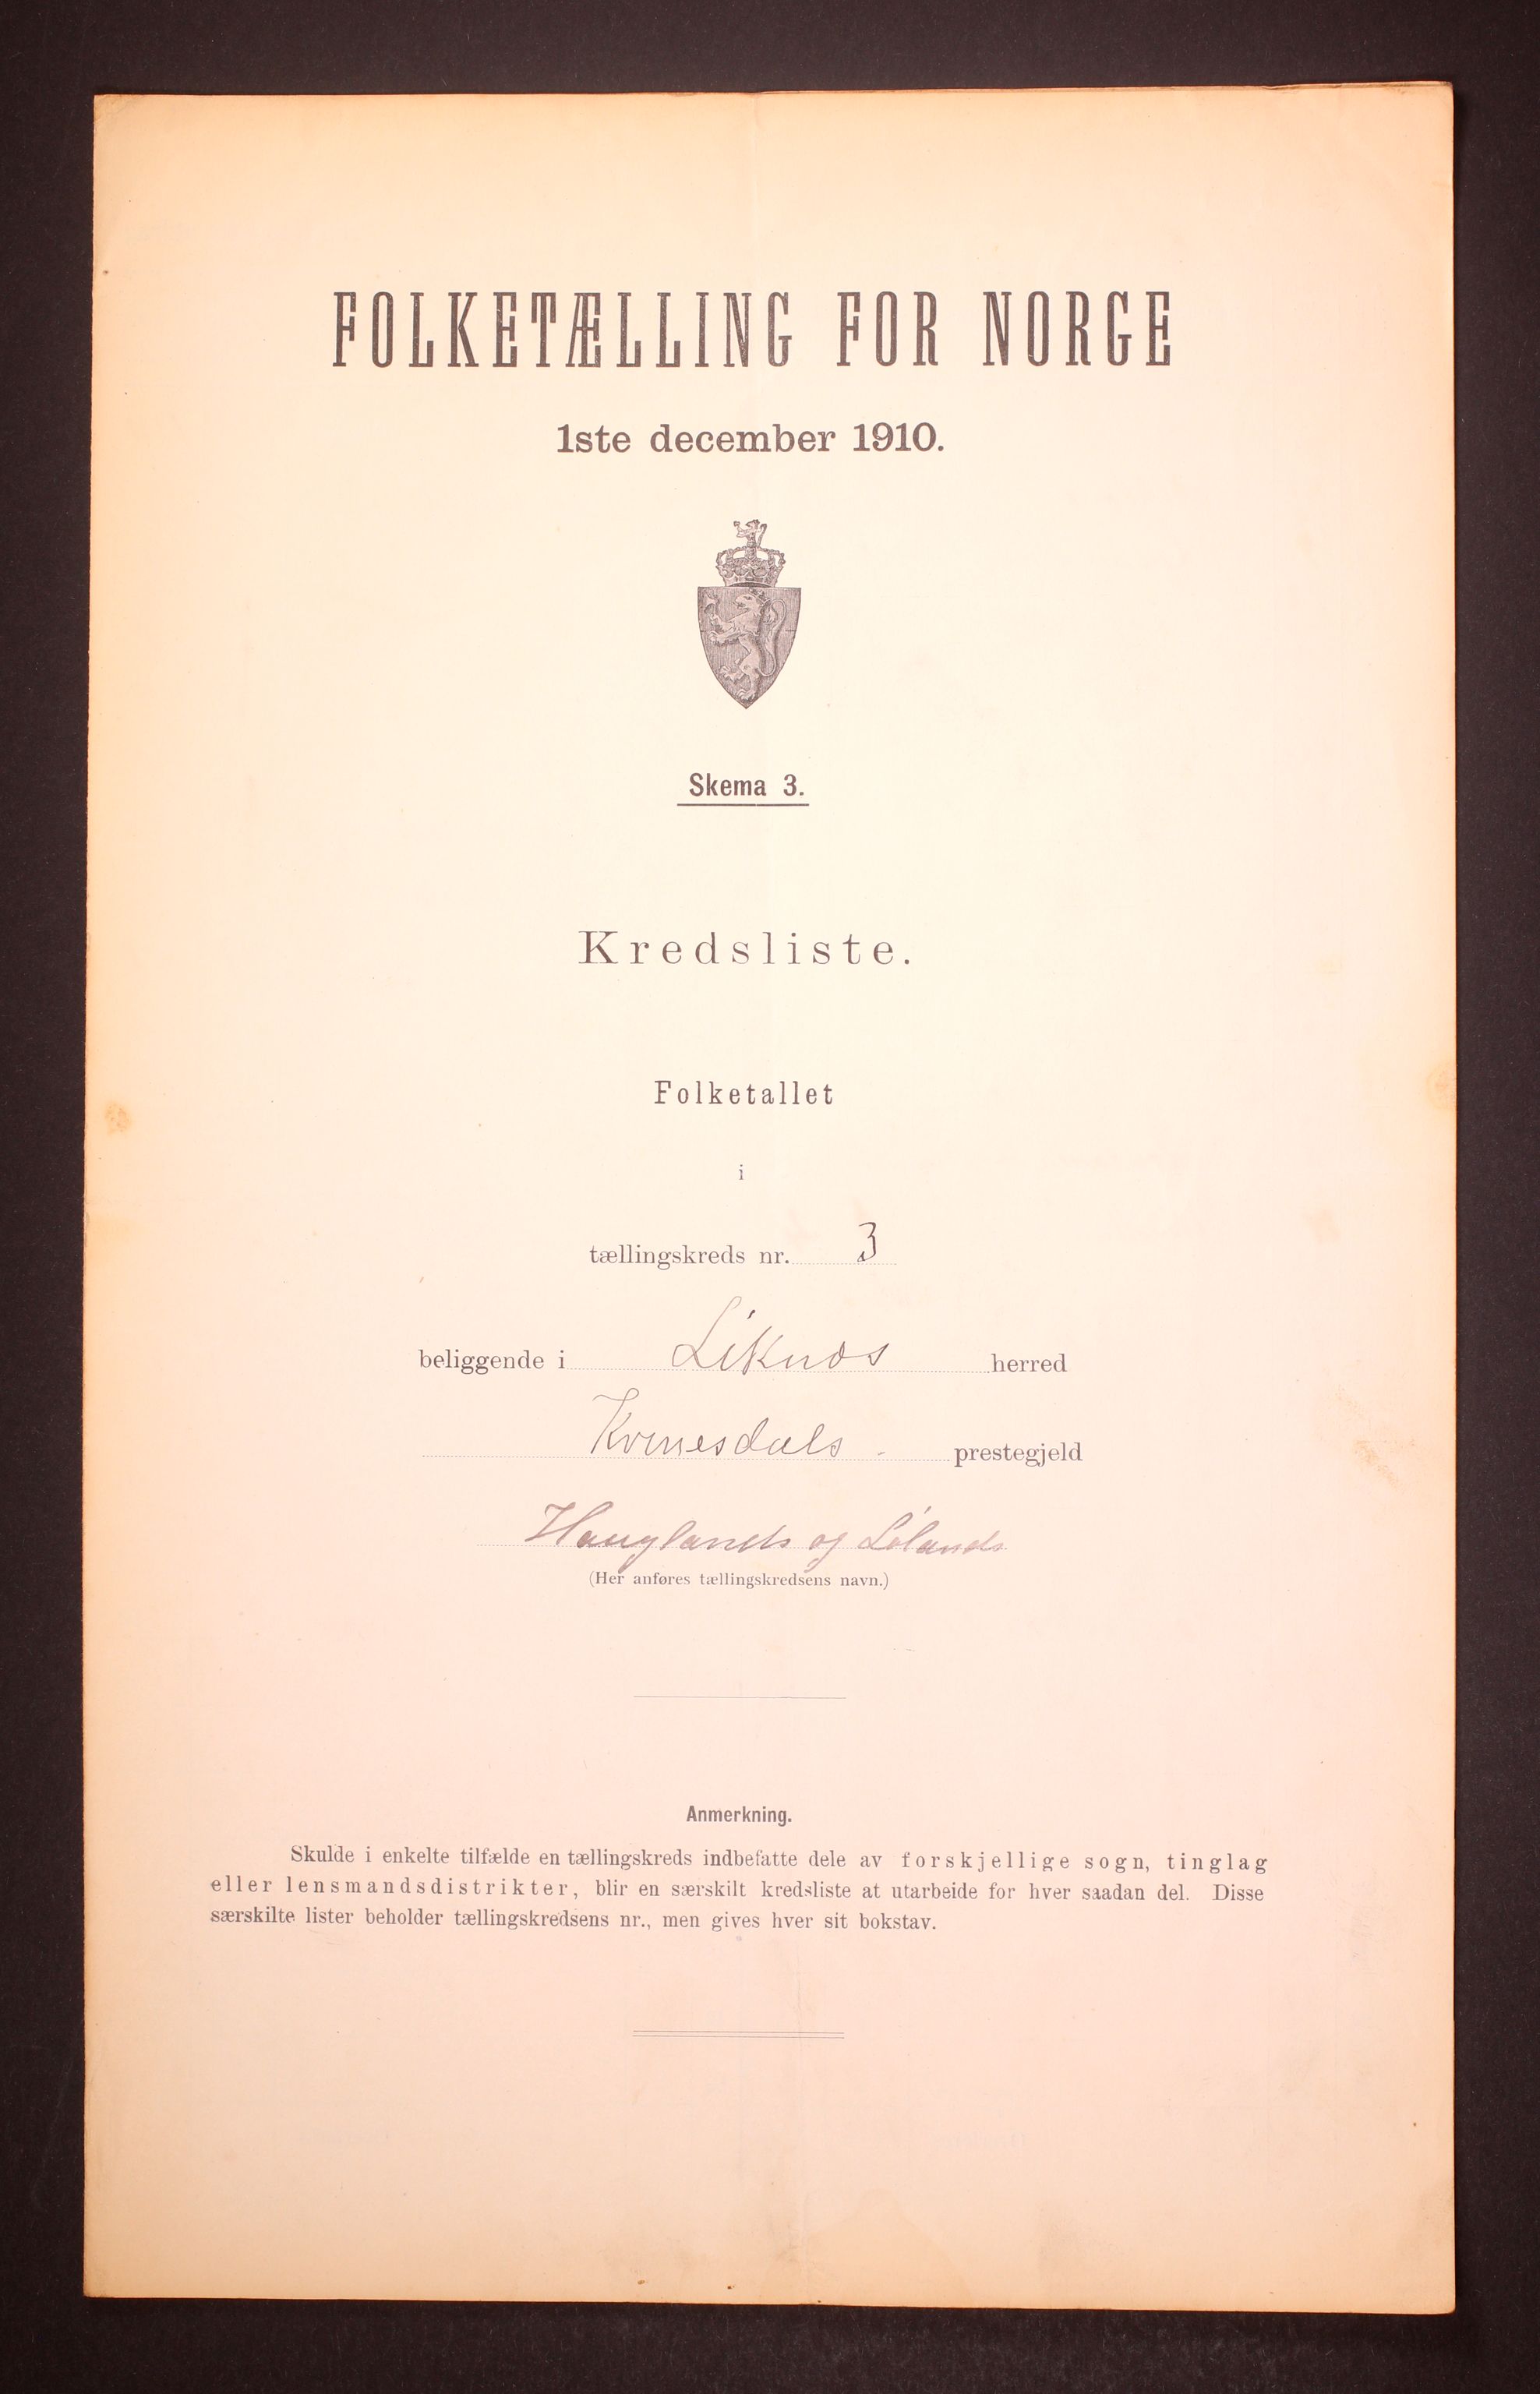 FOLKETÆLLING FOR NORGE
1ste december 1910.
Skema 3.
Kredsliste.
Folketallet
i
tællingskreds nr. 3
beliggende i Liknes herred
Kvinesdals - prestegjeld
Hauglands og Lølands
(Her anføres tællingskredsens navn.)
Anmerkning.
Skulde i enkelte tilfælde en tællingskreds indbefatte dele av forskjellige sogn, tinglag
eller lensmandsdistrikter, blir en særskilt kredsliste at utarbeide for hver saadan del. Disse
særskilte lister beholder tællingskredsens nr., men gives hver sit bokstav.